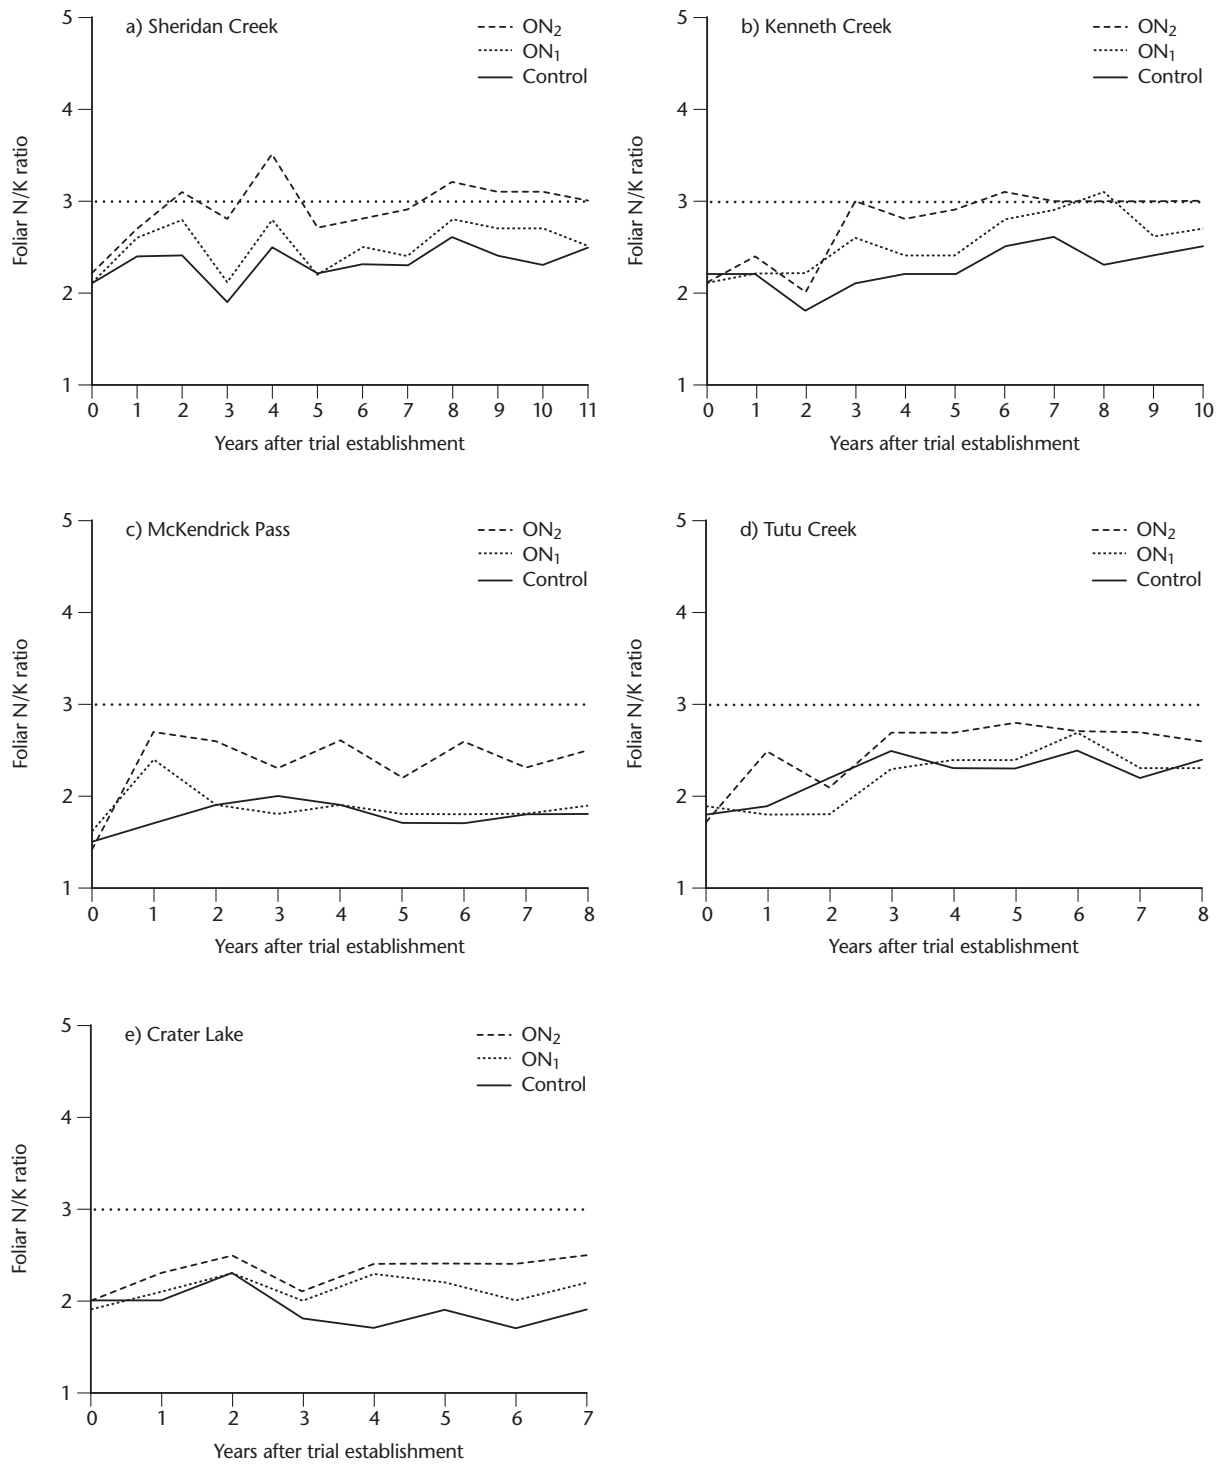 a) Sheridan Creek
ON2
ON1
Control
5
4
3
2
1
Foliar N/K ratio
0 1 2 3 4 5 6 7 8 9 10 11
Years after trial establishment
b) Kenneth Creek
ON2
ON1
Control
5
4
3
2
1
Foliar N/K ratio
0 1 2 3 4 5 6 7 8 9 10
Years after trial establishment
c) McKendrick Pass
ON2
ON1
Control
5
4
3
2
1
Foliar N/K ratio
0 1 2 3 4 5 6 7 8
Years after trial establishment
d) Tutu Creek
ON2
ON1
Control
5
4
3
2
1
Foliar N/K ratio
0 1 2 3 4 5 6 7 8
Years after trial establishment
e) Crater Lake
ON2
ON1
Control
5
4
3
2
1
Foliar N/K ratio
0 1 2 3 4 5 6 7
Years after trial establishment